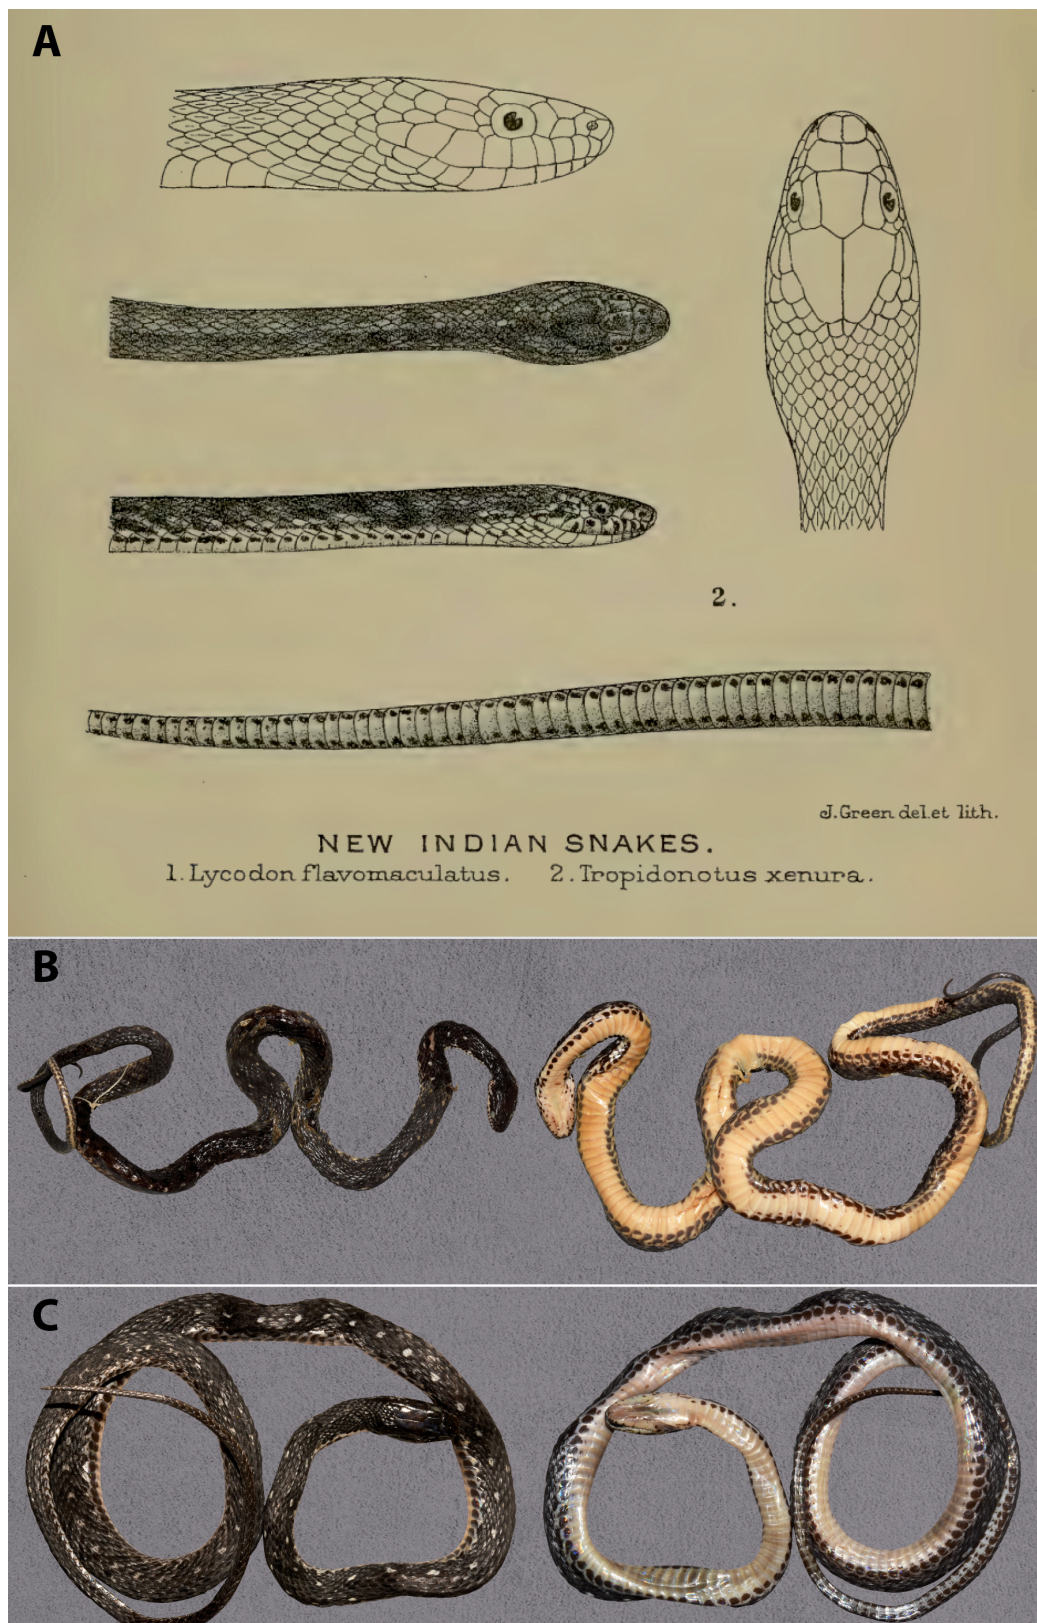 A
2.
J. Green del. et lith.
NEW INDIAN SNAKES.
1. Lycodon flavomaculatus. 2. Tropidonotus xenura.
B
C